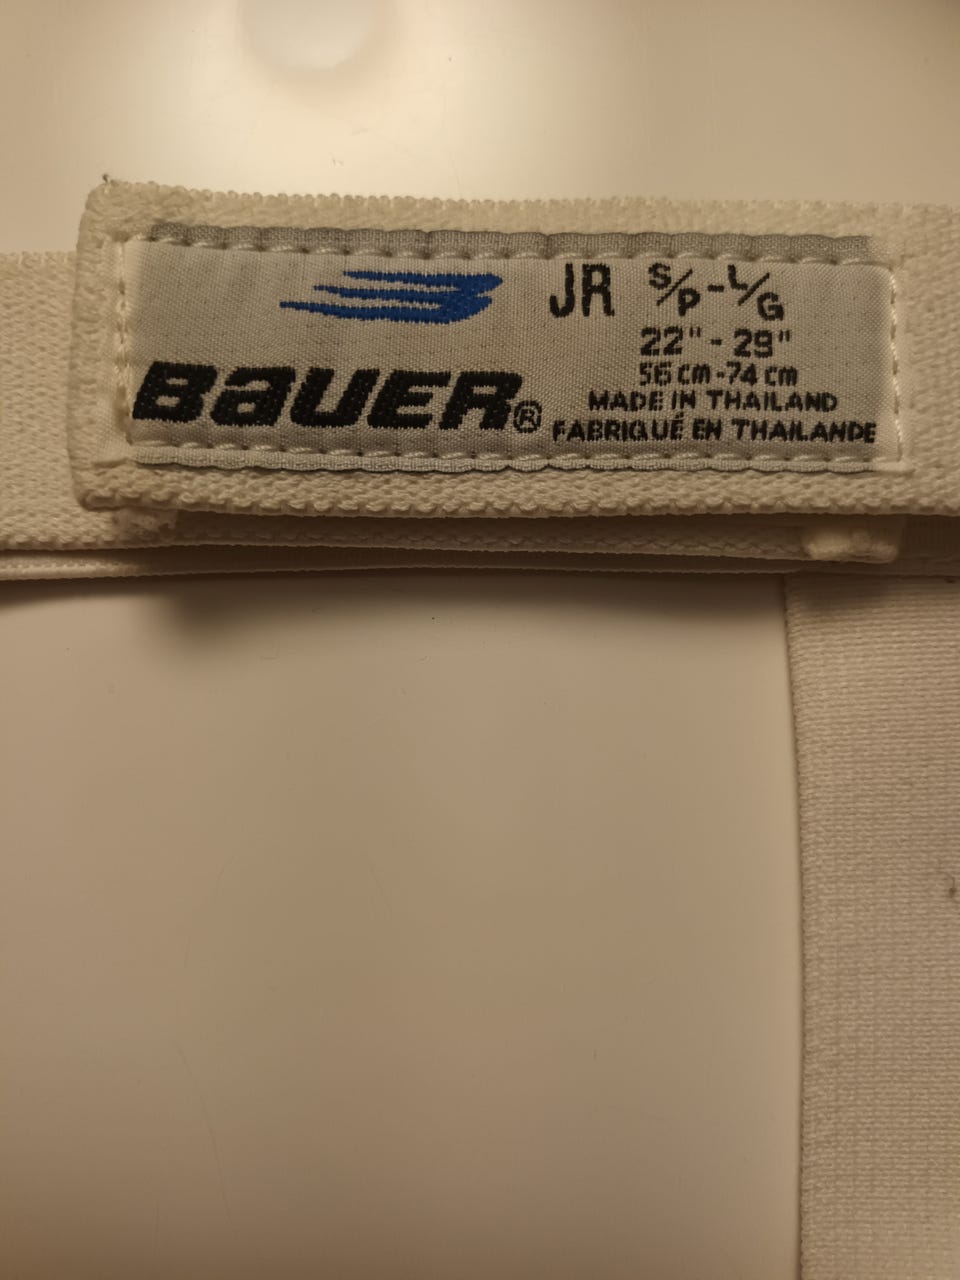 BAUER®
JR S/P-L/G
22" - 29"
56 cm - 74 cm
MADE IN THAILAND
FABRIQUÉ EN THAILANDE